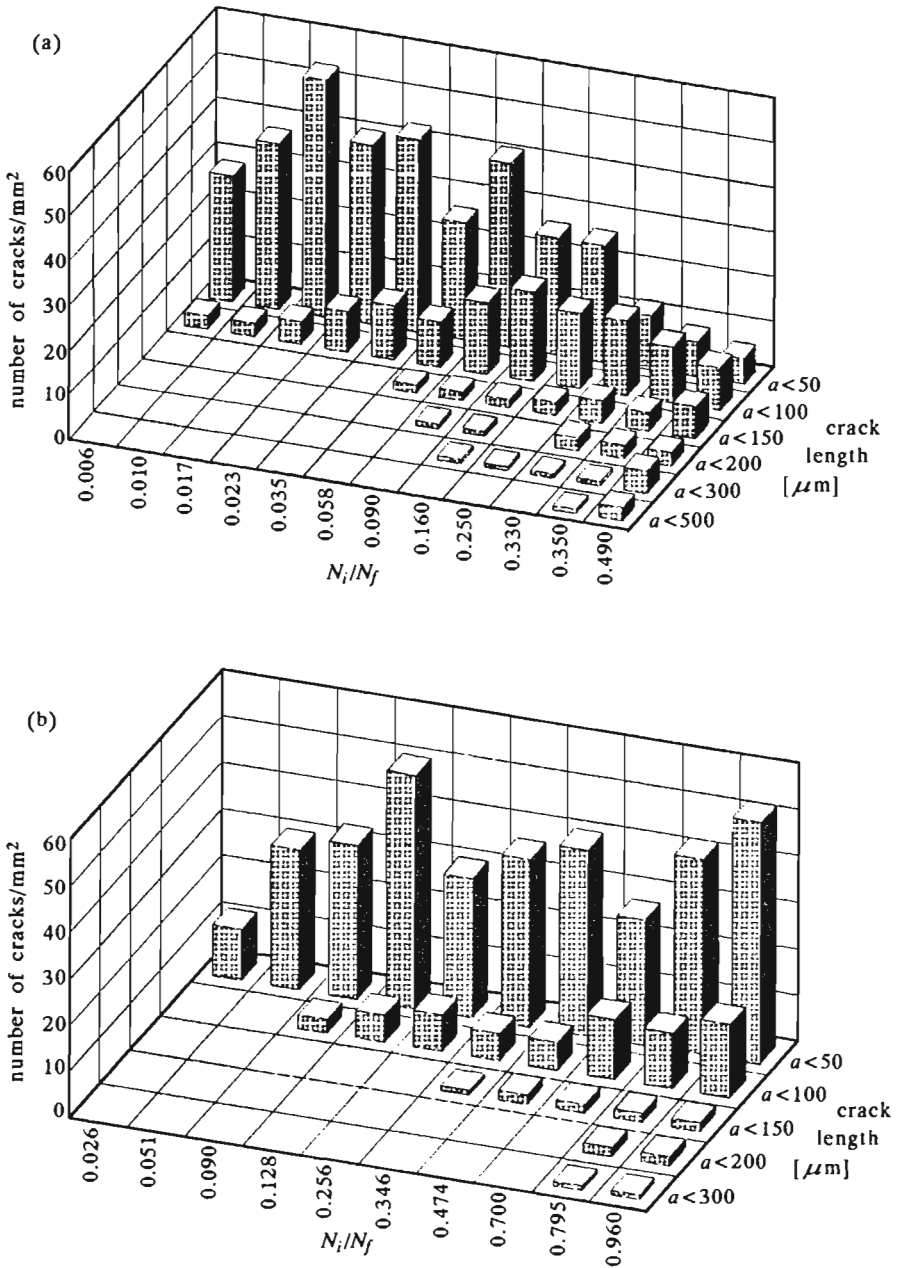 (a)
number of cracks/mm²
60
50
40
30
20
10
0
0.006
0.010
0.017
0.023
0.035
0.058
0.090
0.160
0.250
0.330
0.350
0.490
N_i/N_f
a<50
a<100
a<150
a<200
a<300
a<500
crack
length
[μm]
(b)
number of cracks/mm²
60
50
40
30
20
10
0
0.026
0.051
0.090
0.128
0.256
0.346
0.474
0.700
0.795
0.960
N_i/N_f
a<50
a<100
a<150
a<200
a<300
crack
length
[μm]